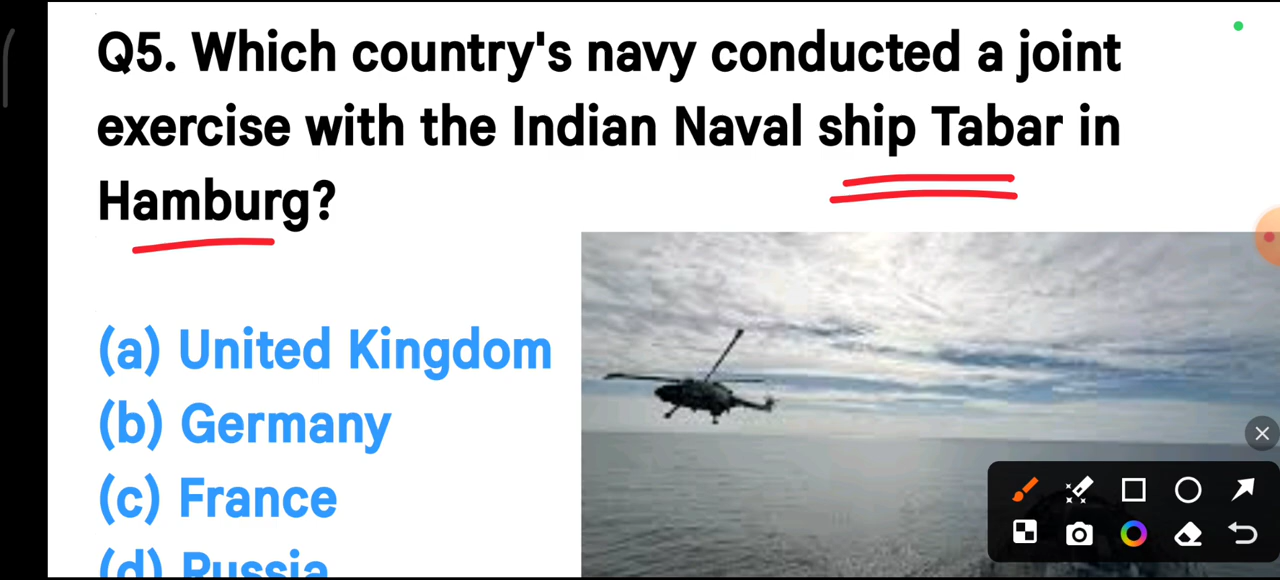 Q5. Which country's navy conducted a joint
exercise with the Indian Naval ship Tabar in
Hamburg?
(a) United Kingdom
(b) Germany
(c) France
(d) Russia